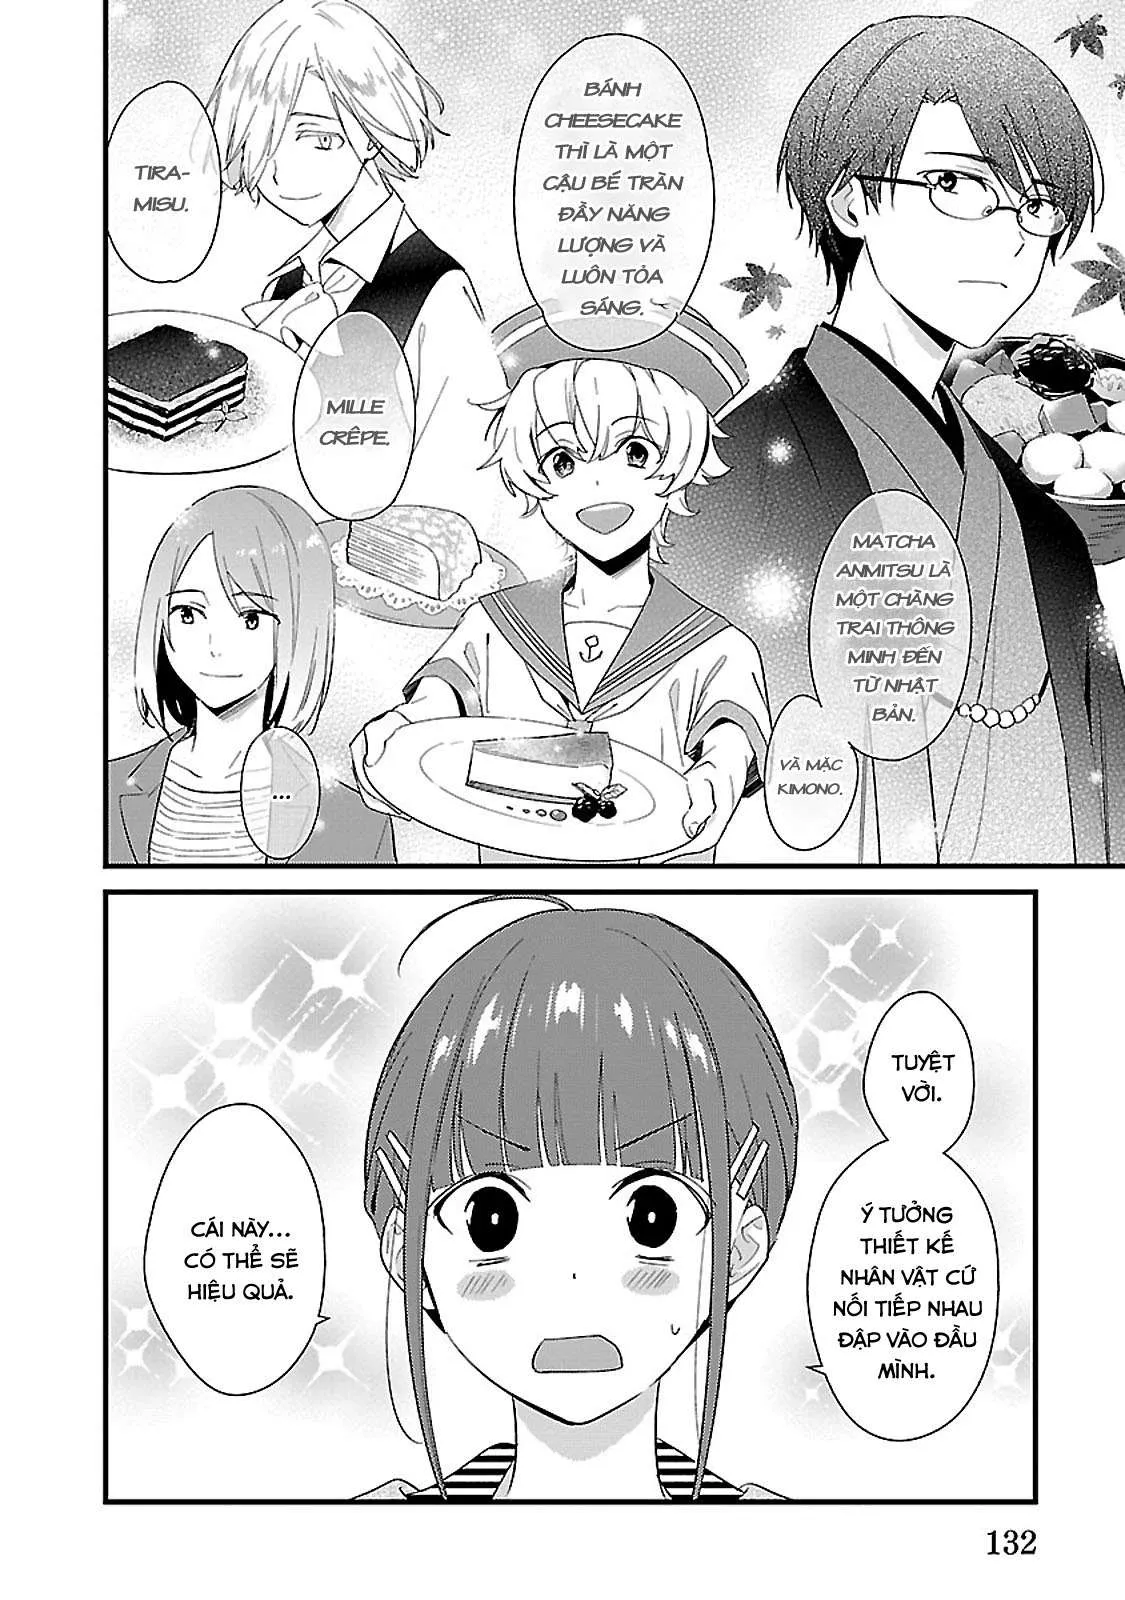 MATCHA
ANMITSU LÀ
MỘT CHÀNG
TRAI THÔNG
MINH ĐẾN
TỪ NHẬT
BẢN.
VÀ MẶC
KIMONO.
BÁNH
CHEESECAKE
THÌ LÀ MỘT
CẬU BÉ TRÀN
ĐẦY NĂNG
LƯỢNG VÀ
LUÔN TỎA
SÁNG.
TIRA-
MISU.
MILLE
CRÊPE.
...
TUYỆT
VỜI.
Ý TƯỞNG
THIẾT KẾ
NHÂN VẬT CỨ
NỐI TIẾP NHAU
ĐẬP VÀO ĐẦU
MÌNH.
CÁI NÀY...
CÓ THỂ SẼ
HIỆU QUẢ.
132